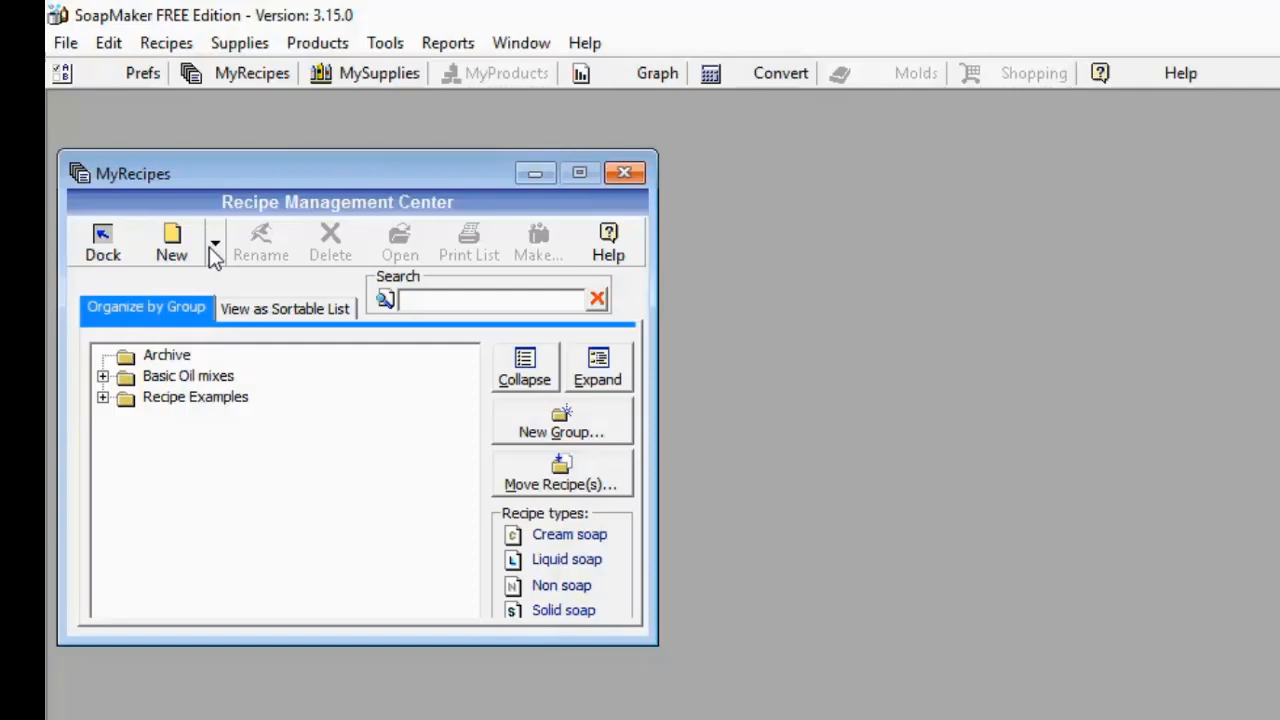 SoapMaker FREE Edition - Version: 3.15.0
File Edit Recipes Supplies Products Tools Reports Window Help
A B Prefs MyRecipes MySupplies MyProducts Graph Convert Molds Shopping ? Help
MyRecipes
Recipe Management Center
Dock New Rename Delete Open Print List Make... ? Help
Search
Organize by Group View as Sortable List
Archive
Basic Oil mixes
Recipe Examples
Collapse Expand
New Group...
Move Recipe(s)...
Recipe types:
C Cream soap
L Liquid soap
N Non soap
S Solid soap